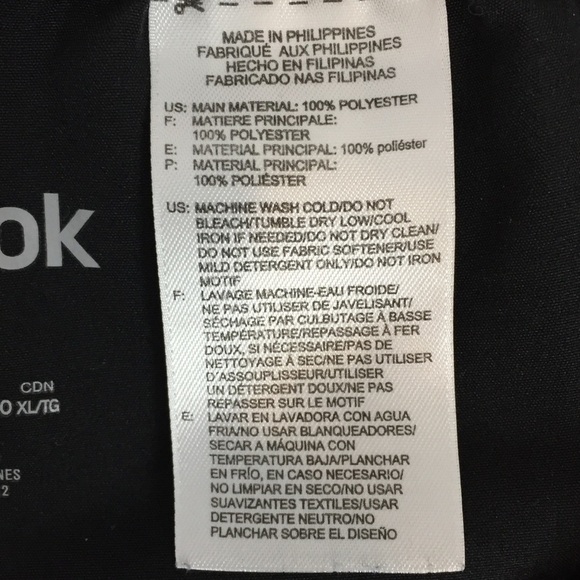 MADE IN PHILIPPINES
FABRIQUÉ AUX PHILIPPINES
HECHO EN FILIPINAS
FABRICADO NAS FILIPINAS
US: MAIN MATERIAL: 100% POLYESTER
F: MATIERE PRINCIPALE:
100% POLYESTER
E: MATERIAL PRINCIPAL: 100% poliéster
P: MATERIAL PRINCIPAL:
100% POLIÉSTER
US: MACHINE WASH COLD/DO NOT
BLEACH/TUMBLE DRY LOW/COOL
IRON IF NEEDED/DO NOT DRY CLEAN/
DO NOT USE FABRIC SOFTENER/USE
MILD DETERGENT ONLY/DO NOT IRON
MOTIF
F: LAVAGE MACHINE-EAU FROIDE/
NE PAS UTILISER DE JAVELISANT/
SÉCHAGE PAR CULBUTAGE À BASSE
TEMPÉRATURE/REPASSAGE À FER
DOUX, SI NÉCESSAIRE/PAS DE
NETTOYAGE À SEC/NE PAS UTILISER
D'ASSOUPLISSEUR/UTILISER
UN DÉTERGENT DOUX/NE PAS
REPASSER SUR LE MOTIF
E: LAVAR EN LAVADORA CON AGUA
FRIA/NO USAR BLANQUEADORES/
SECAR A MÁQUINA CON
TEMPERATURA BAJA/PLANCHAR
EN FRÍO, EN CASO NECESARIO/
NO LIMPIAR EN SECO/NO USAR
SUAVIZANTES TEXTILES/USAR
DETERGENTE NEUTRO/NO
PLANCHAR SOBRE EL DISEÑO
ok
CDN
O XL/TG
NES
2